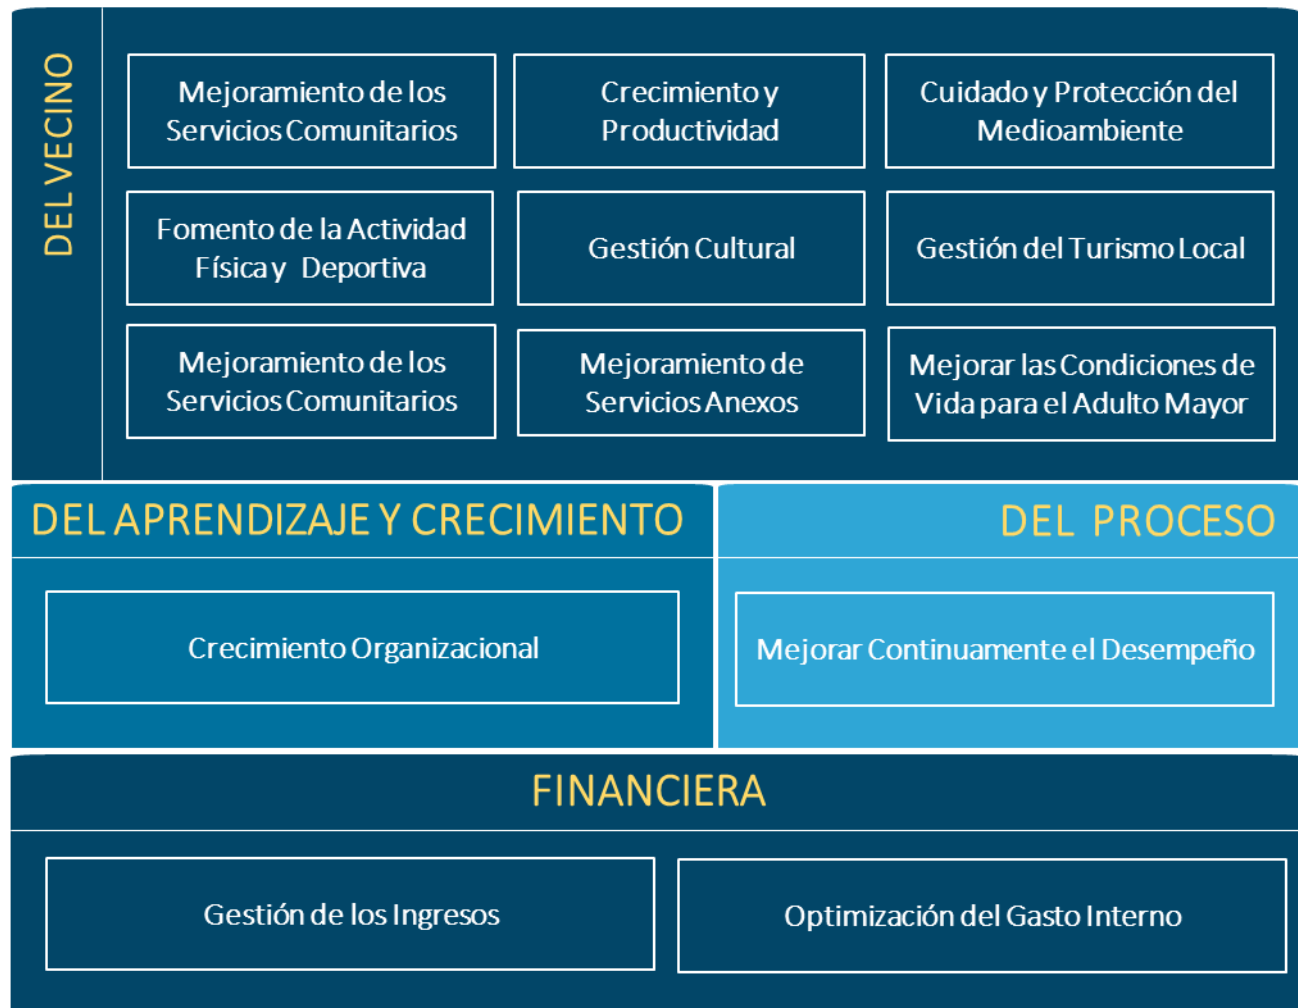 DEL VECINO
Mejoramiento de los
Servicios Comunitarios
Crecimiento y
Productividad
Cuidado y Protección del
Medioambiente
Fomento de la Actividad
Física y Deportiva
Gestión Cultural
Gestión del Turismo Local
Mejoramiento de los
Servicios Comunitarios
Mejoramiento de
Servicios Anexos
Mejorar las Condiciones de
Vida para el Adulto Mayor
DEL APRENDIZAJE Y CRECIMIENTO
Crecimiento Organizacional
DEL PROCESO
Mejorar Continuamente el Desempeño
FINANCIERA
Gestión de los Ingresos
Optimización del Gasto Interno